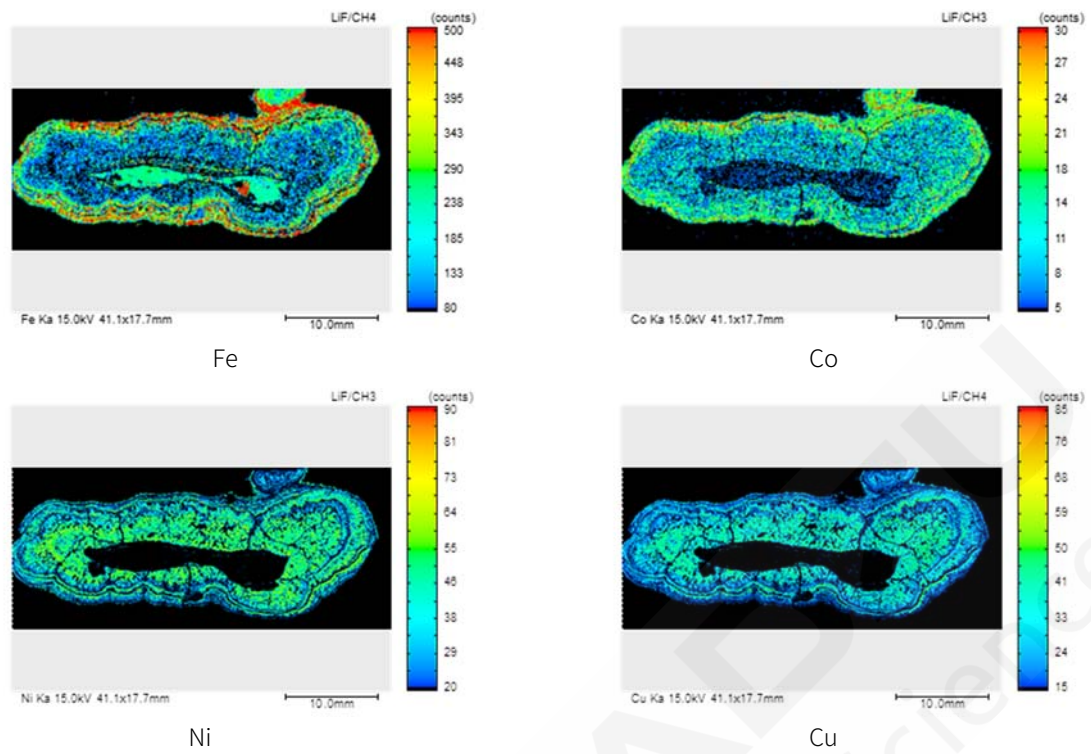 LiF/CH4 (counts)
500
448
395
343
290
238
185
133
80
Fe Ka 15.0kV 41.1x17.7mm
10.0mm
Fe
LiF/CH3 (counts)
30
27
24
21
18
14
11
8
5
Co Ka 15.0kV 41.1x17.7mm
10.0mm
Co
LiF/CH3 (counts)
90
81
73
64
55
46
38
29
20
Ni Ka 15.0kV 41.1x17.7mm
10.0mm
Ni
LiF/CH4 (counts)
85
76
68
59
50
41
33
24
15
Cu Ka 15.0kV 41.1x17.7mm
10.0mm
Cu